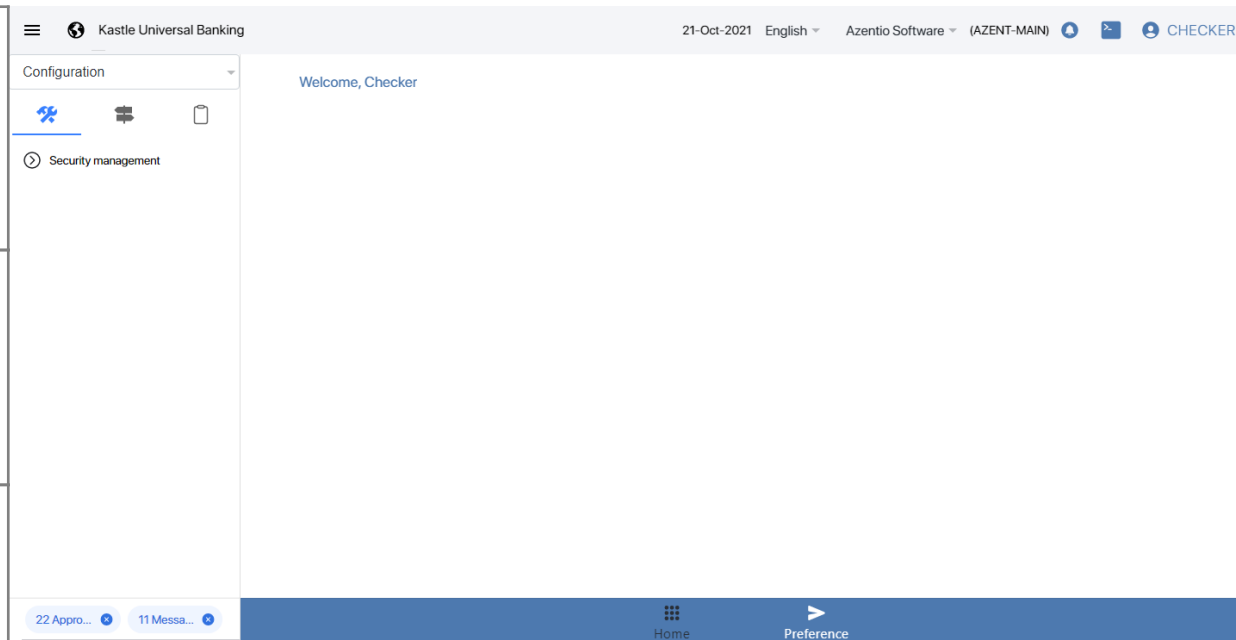 Kastle Universal Banking
21-Oct-2021 English Azentio Software (AZENT-MAIN) CHECKER
Configuration
Welcome, Checker
Security management
22 Appro... 11 Messa...
Home Preference